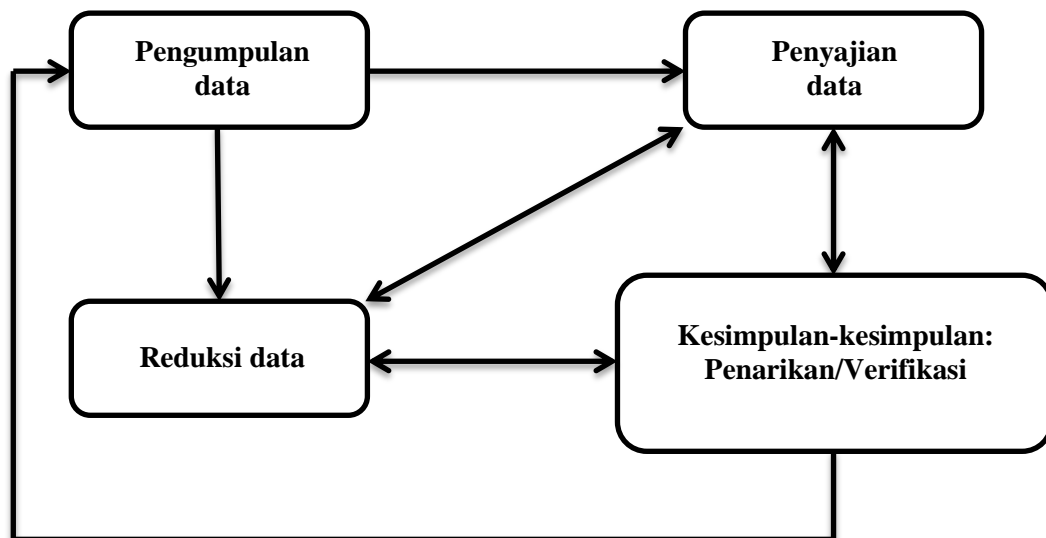 Pengumpulan
data
Penyajian
data
Reduksi data
Kesimpulan-kesimpulan:
Penarikan/Verifikasi